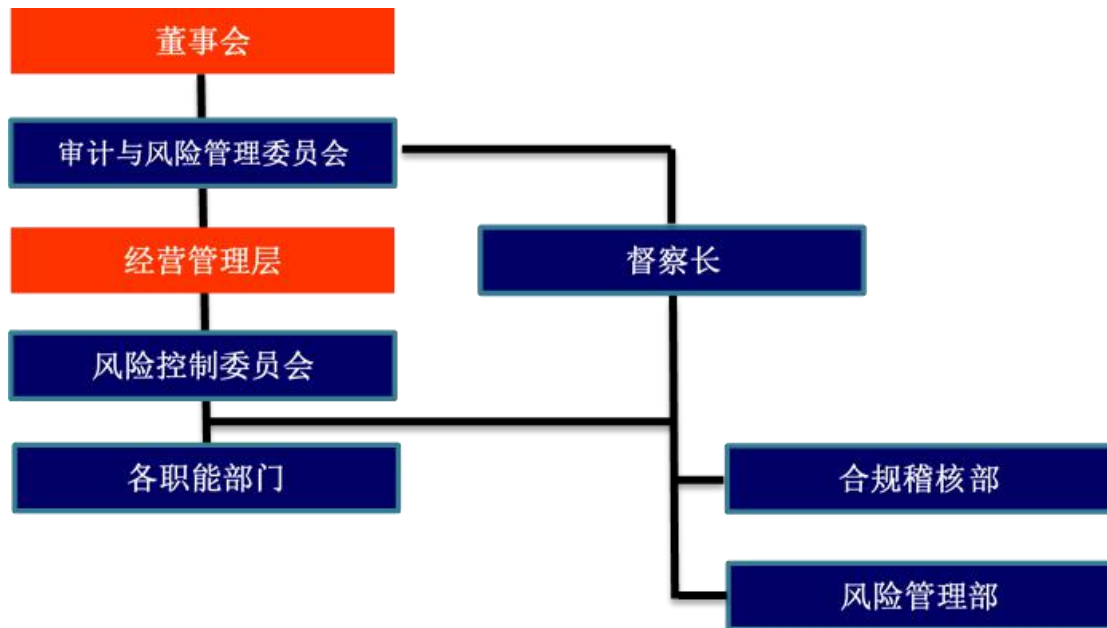 董事会
审计与风险管理委员会
经营管理层
督察长
风险控制委员会
各职能部门
合规稽核部
风险管理部